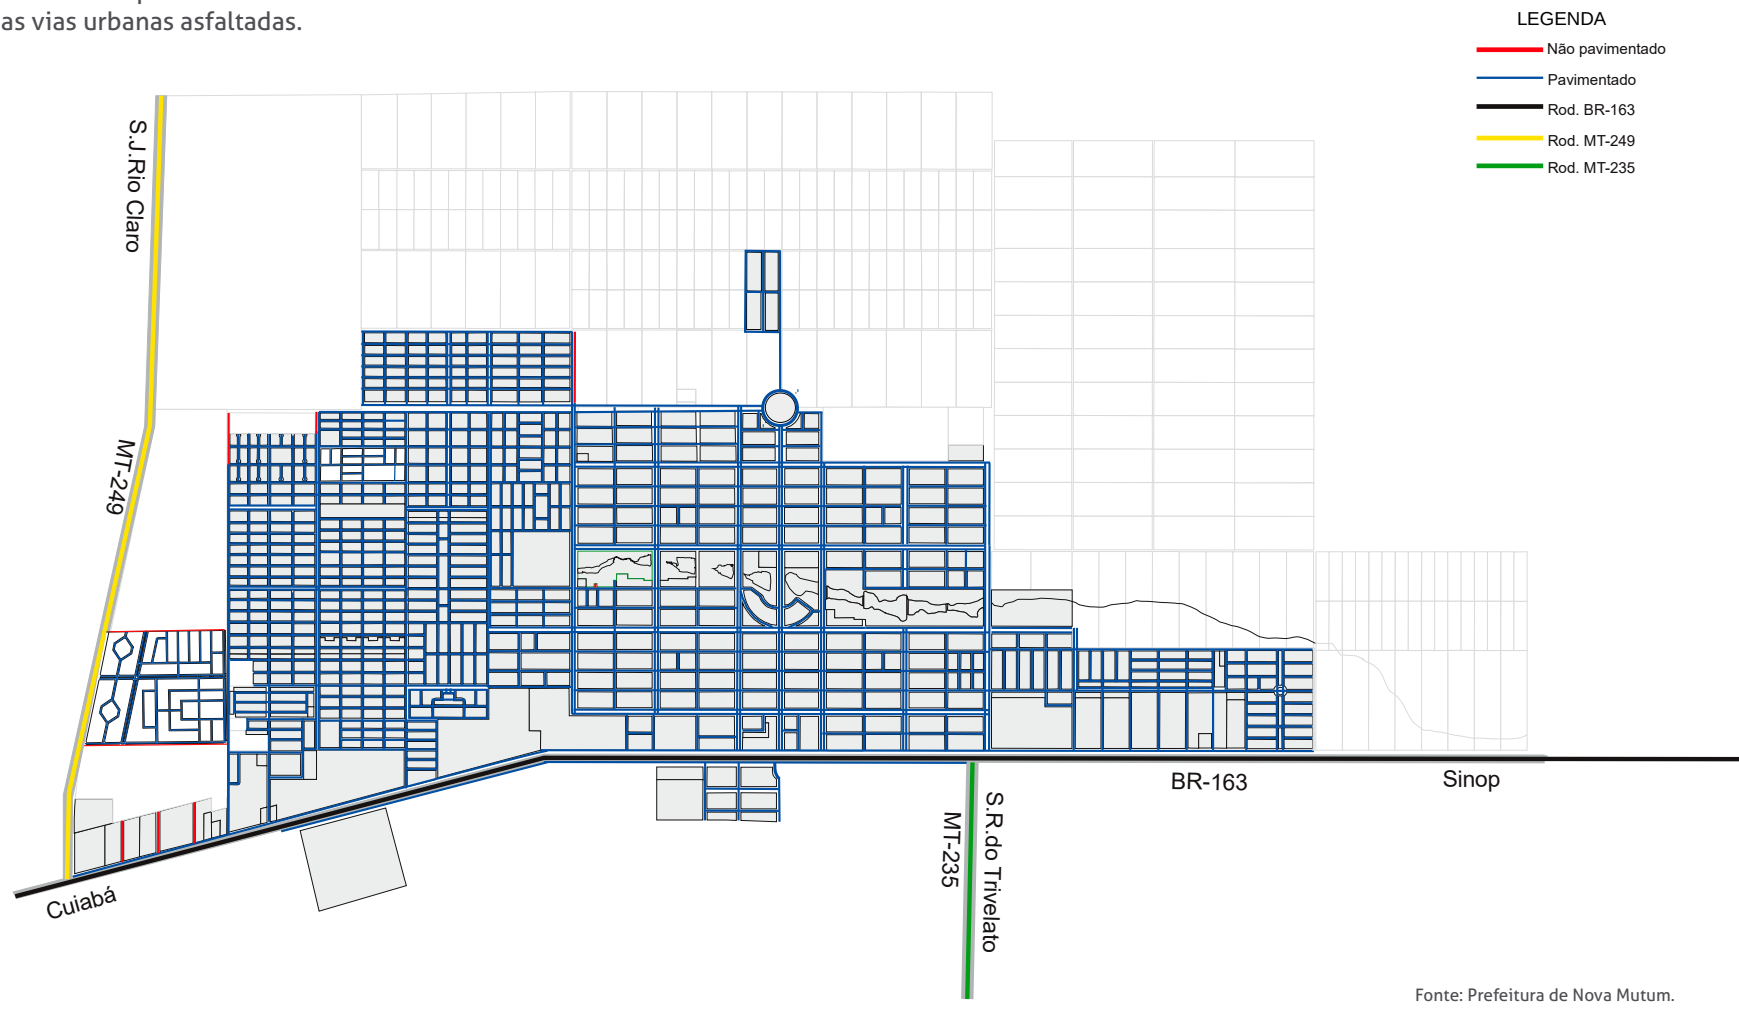 as vias urbanas asfaltadas.
LEGENDA
Não pavimentado
Pavimentado
Rod. BR-163
Rod. MT-249
Rod. MT-235
S.J.Rio Claro
MT-249
Cuiabá
BR-163
Sinop
S.R.do Trivelato
MT-235
Fonte: Prefeitura de Nova Mutum.